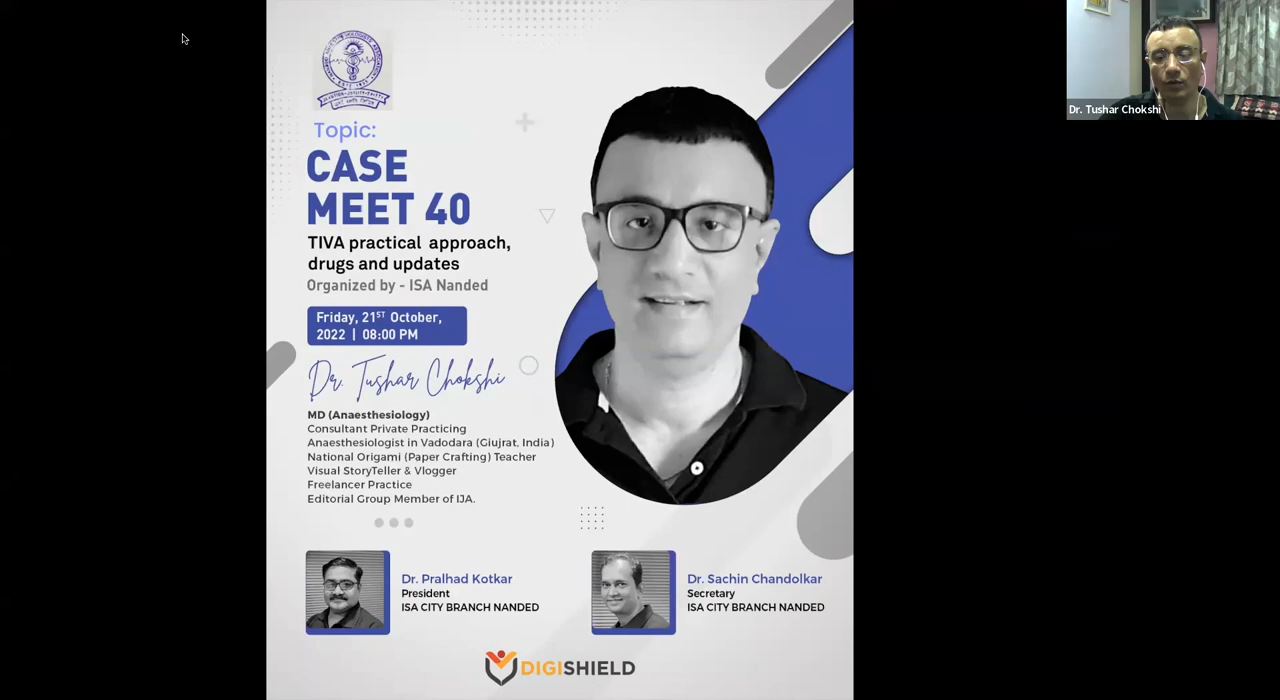 Topic:
CASE
MEET 40
TIVA practical approach,
drugs and updates
Organized by - ISA Nanded
Friday, 21ST October,
2022 | 08:00 PM
Dr. Tushar Chokshi
MD (Anaesthesiology)
Consultant Private Practicing
Anaesthesiologist in Vadodara (Giujrat, India)
National Origami (Paper Crafting) Teacher
Visual StoryTeller & Vlogger
Freelancer Practice
Editorial Group Member of IJA.
Dr. Pralhad Kotkar
President
ISA CITY BRANCH NANDED
Dr. Sachin Chandolkar
Secretary
ISA CITY BRANCH NANDED
DIGISHIELD
Dr. Tushar Chokshi